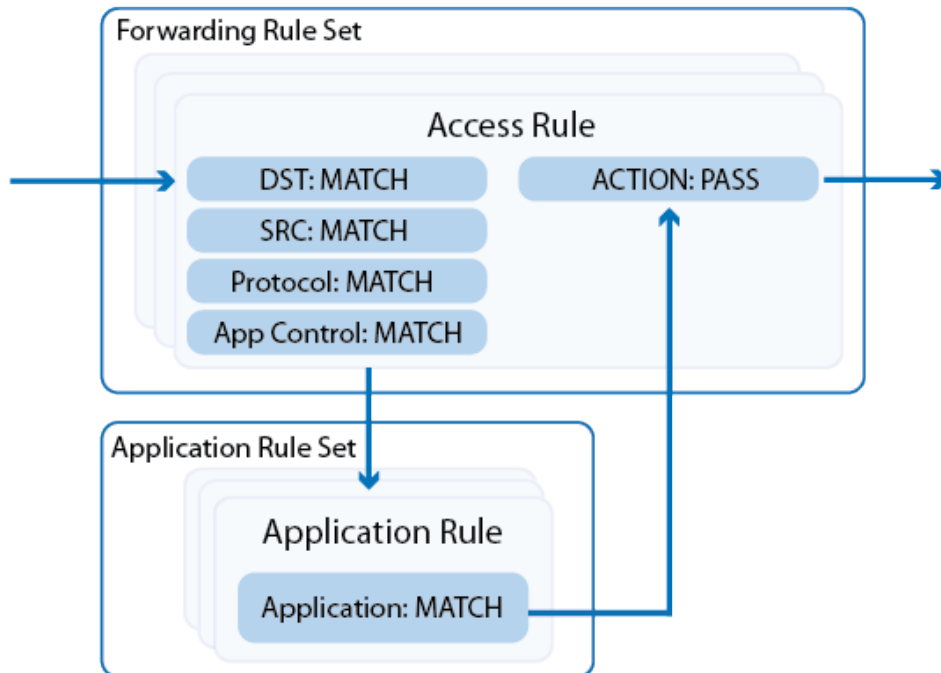 Forwarding Rule Set
Access Rule
DST: MATCH
ACTION: PASS
SRC: MATCH
Protocol: MATCH
App Control: MATCH
Application Rule Set
Application Rule
Application: MATCH